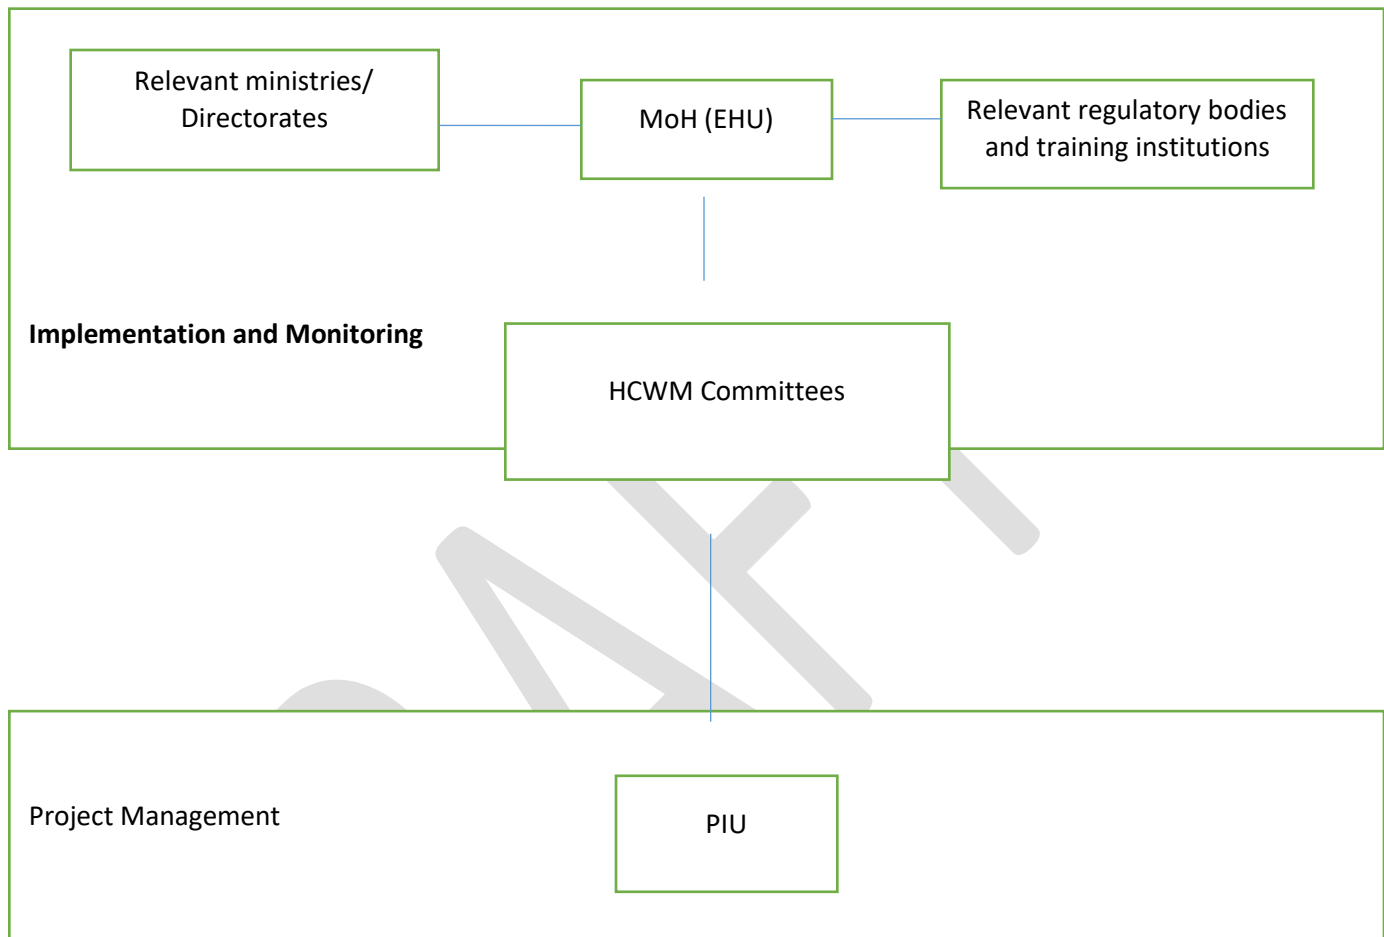 Relevant ministries/
Directorates
MoH (EHU)
Relevant regulatory bodies
and training institutions
Implementation and Monitoring
HCWM Committees
Project Management
PIU